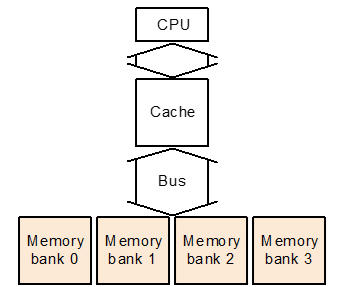 CPU
Cache
Bus
Memory bank 0
Memory bank 1
Memory bank 2
Memory bank 3